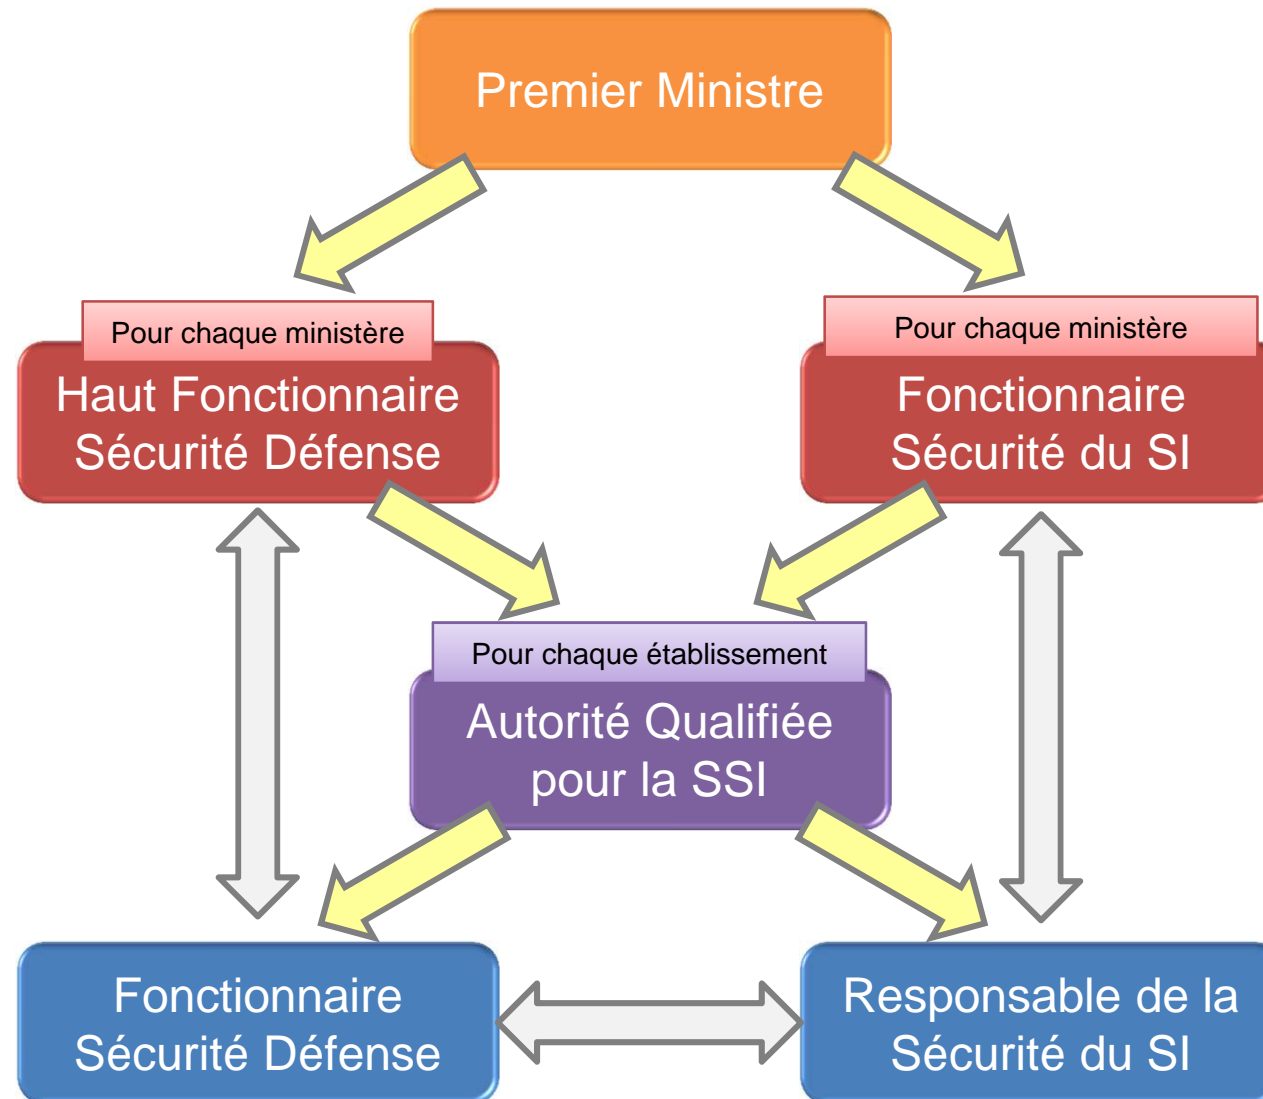 Premier Ministre
Pour chaque ministère
Haut Fonctionnaire
Sécurité Défense
Pour chaque ministère
Fonctionnaire
Sécurité du SI
Pour chaque établissement
Autorité Qualifiée
pour la SSI
Fonctionnaire
Sécurité Défense
Responsable de la
Sécurité du SI